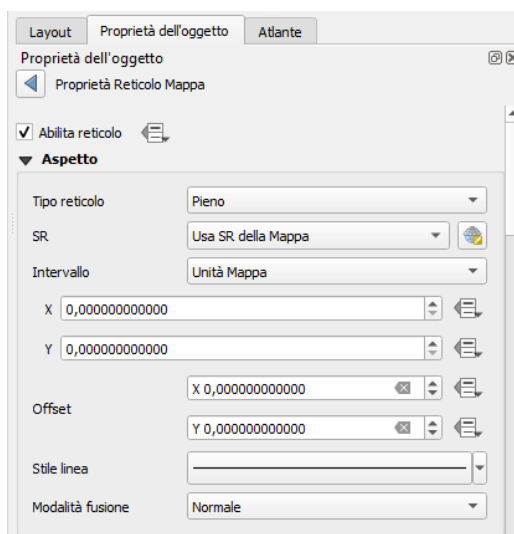 Layout Proprietà dell'oggetto Atlante
Proprietà dell'oggetto
Proprietà Reticolo Mappa
Abilita reticolo
Aspetto
Tipo reticolo Pieno
SR Usa SR della Mappa
Intervallo Unità Mappa
X 0,000000000000
Y 0,000000000000
X 0,000000000000
Offset
Y 0,000000000000
Stile linea
Modalità fusione Normale